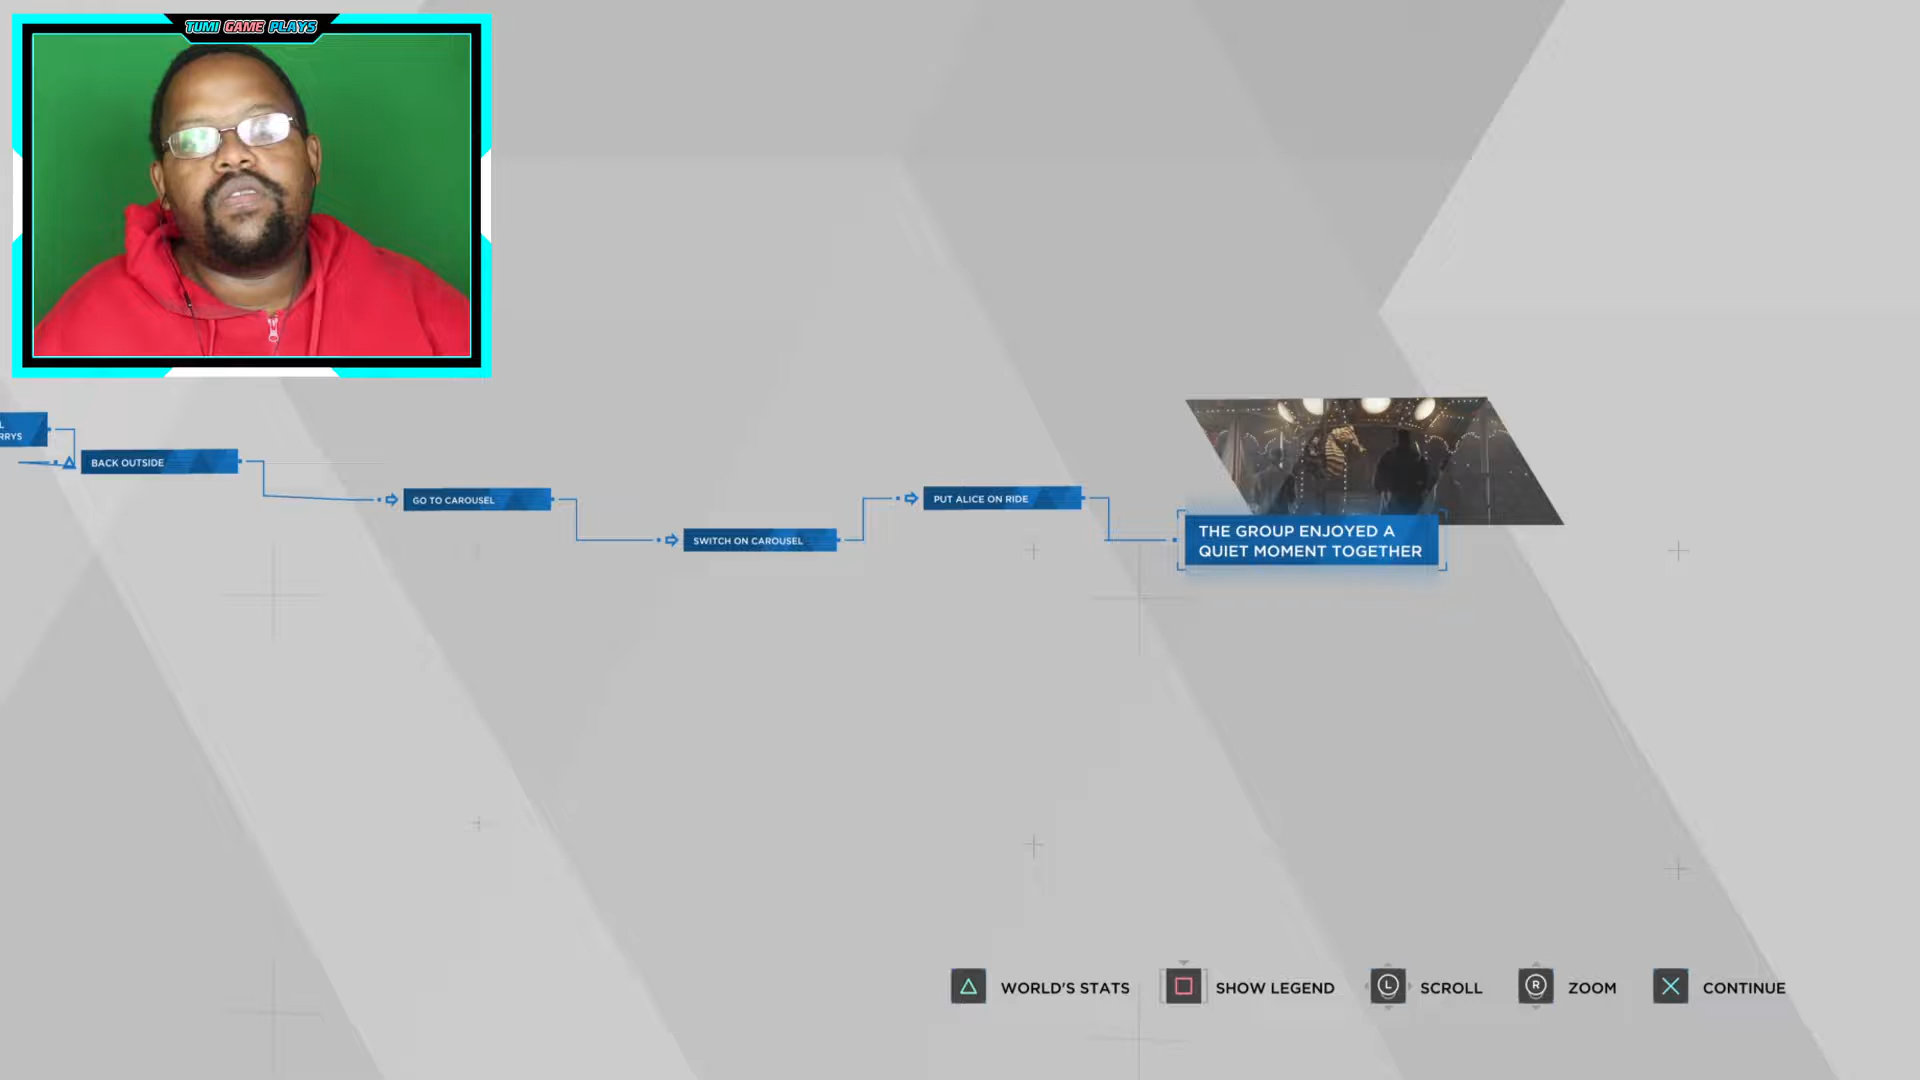 TUMI GAME PLAYS
L
RRYS
BACK OUTSIDE
GO TO CAROUSEL
SWITCH ON CAROUSEL
PUT ALICE ON RIDE
THE GROUP ENJOYED A
QUIET MOMENT TOGETHER
WORLD'S STATS
SHOW LEGEND
L
SCROLL
R
ZOOM
CONTINUE